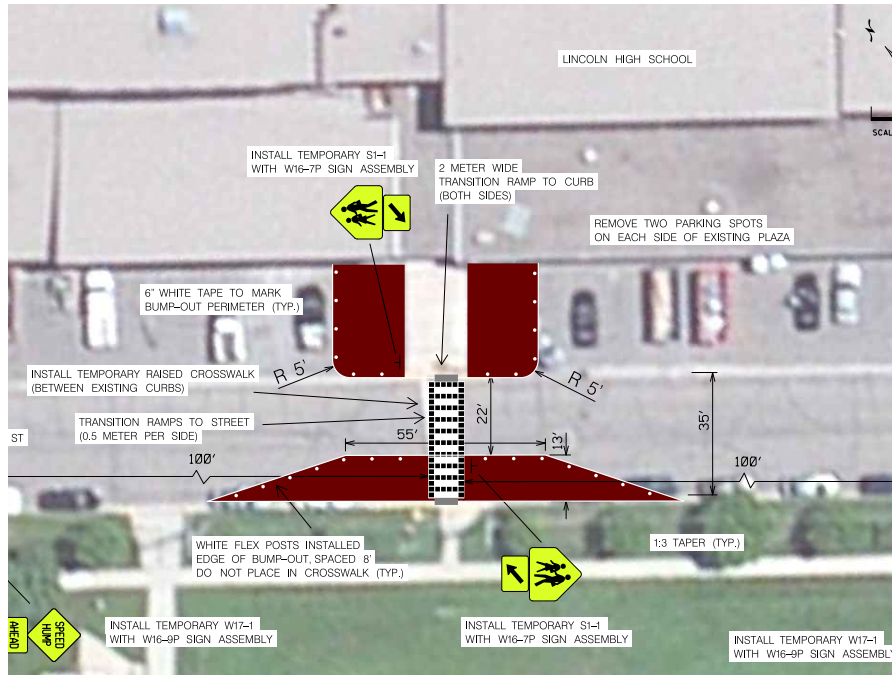 LINCOLN HIGH SCHOOL
SCAL
INSTALL TEMPORARY S1-1
WITH W16-7P SIGN ASSEMBLY
2 METER WIDE
TRANSITION RAMP TO CURB
(BOTH SIDES)
REMOVE TWO PARKING SPOTS
ON EACH SIDE OF EXISTING PLAZA
6" WHITE TAPE TO MARK
BUMP-OUT PERIMETER (TYP.)
INSTALL TEMPORARY RAISED CROSSWALK
(BETWEEN EXISTING CURBS)
R 5'
R 5'
TRANSITION RAMPS TO STREET
(0.5 METER PER SIDE)
ST
22'
35'
55'
13'
100'
100'
WHITE FLEX POSTS INSTALLED
EDGE OF BUMP-OUT, SPACED 8'
DO NOT PLACE IN CROSSWALK (TYP.)
1:3 TAPER (TYP.)
SPEED
HUMP
AHEAD
INSTALL TEMPORARY W17-1
WITH W16-9P SIGN ASSEMBLY
INSTALL TEMPORARY S1-1
WITH W16-7P SIGN ASSEMBLY
INSTALL TEMPORARY W17-1
WITH W16-9P SIGN ASSEMBLY